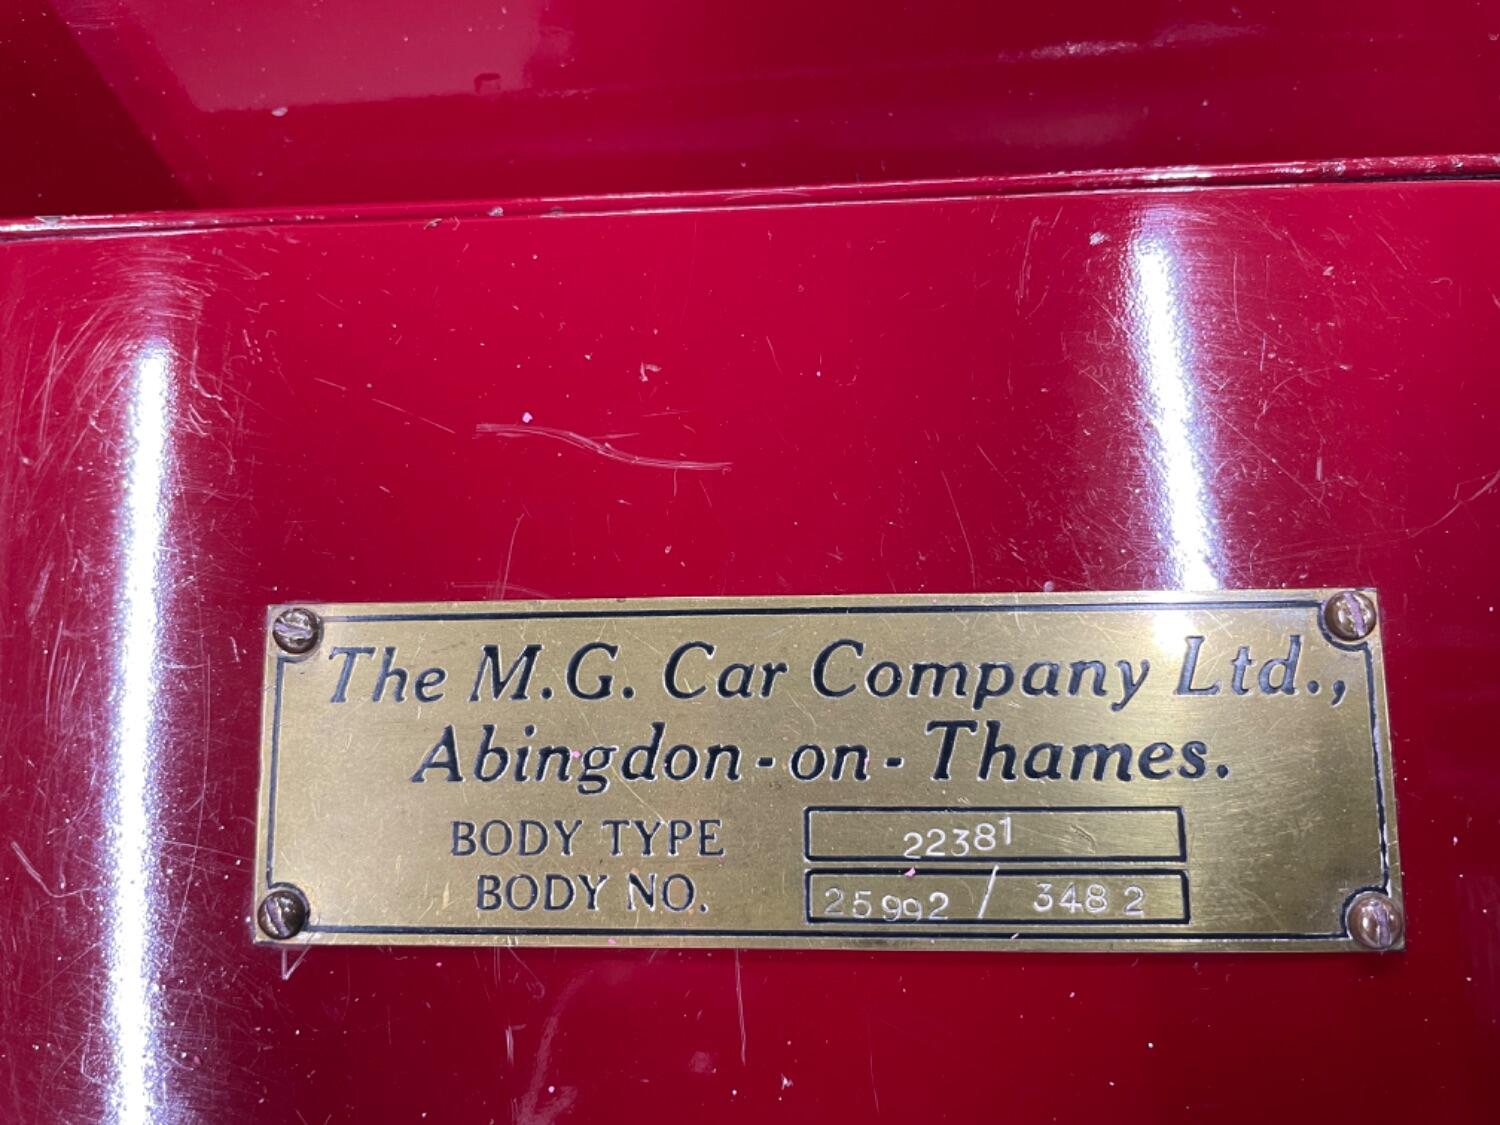 The M.G. Car Company Ltd.,
Abingdon-on-Thames.
BODY TYPE 22381
BODY NO. 25992 / 3482